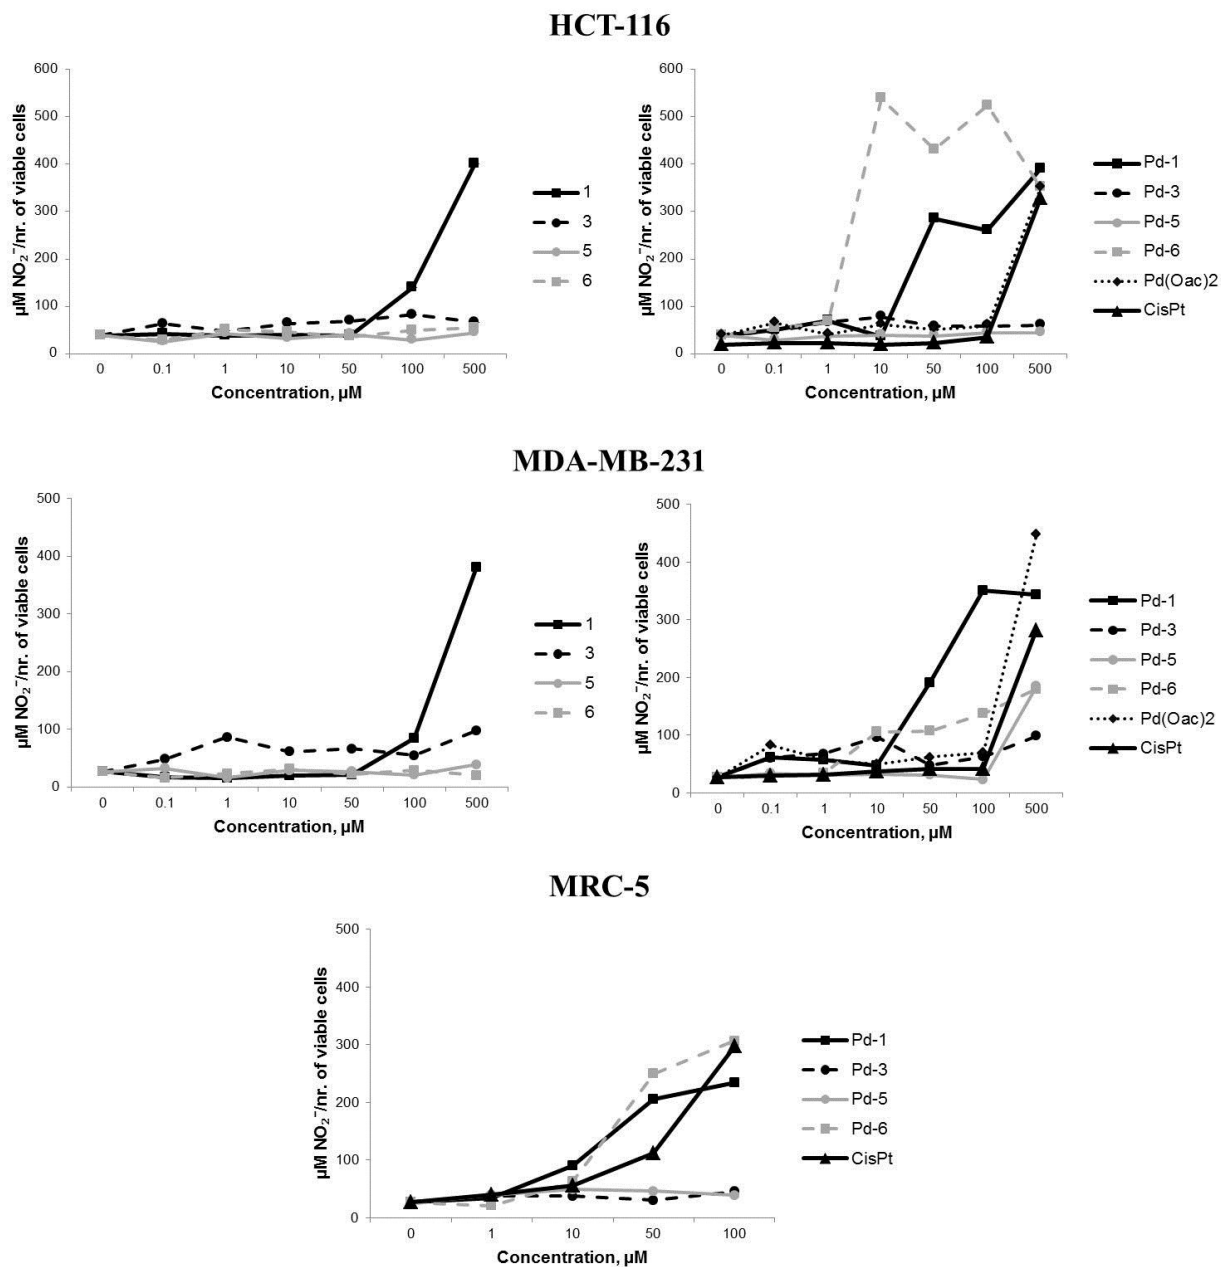 HCT-116
600
500
400
300
200
100
0
µM NO₂⁻/nr. of viable cells
0 0.1 1 10 50 100 500
Concentration, µM
1
3
5
6
600
500
400
300
200
100
0
µM NO₂⁻/nr. of viable cells
0 0.1 1 10 50 100 500
Concentration, µM
Pd-1
Pd-3
Pd-5
Pd-6
Pd(Oac)2
CisPt
MDA-MB-231
500
400
300
200
100
0
µM NO₂⁻/nr. of viable cells
0 0.1 1 10 50 100 500
Concentration, µM
1
3
5
6
500
400
300
200
100
0
µM NO₂⁻/nr. of viable cells
0 0.1 1 10 50 100 500
Concentration, µM
Pd-1
Pd-3
Pd-5
Pd-6
Pd(Oac)2
CisPt
MRC-5
500
400
300
200
100
0
µM NO₂⁻/nr. of viable cells
0 1 10 50 100
Concentration, µM
Pd-1
Pd-3
Pd-5
Pd-6
CisPt